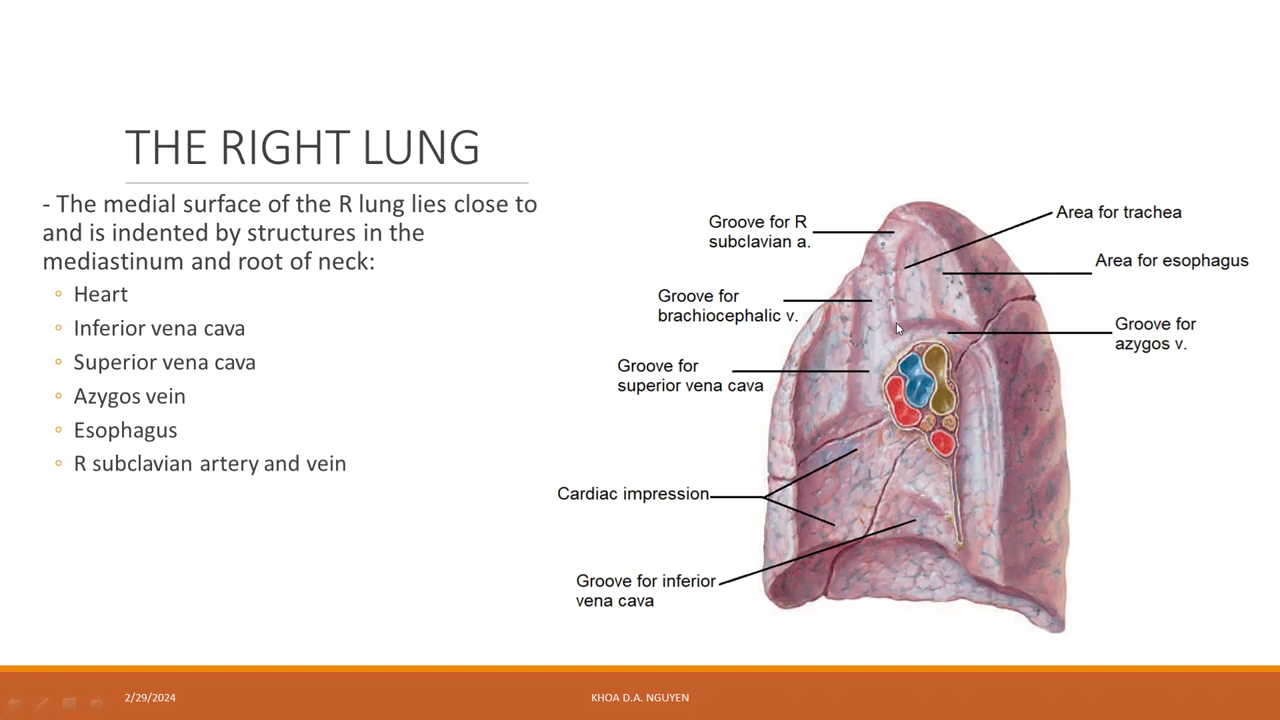 THE RIGHT LUNG
- The medial surface of the R lung lies close to
and is indented by structures in the
mediastinum and root of neck:
◦ Heart
◦ Inferior vena cava
◦ Superior vena cava
◦ Azygos vein
◦ Esophagus
◦ R subclavian artery and vein
Groove for R
subclavian a.
Area for trachea
Area for esophagus
Groove for
brachiocephalic v.
Groove for
azygos v.
Groove for
superior vena cava
Cardiac impression
Groove for inferior
vena cava
2/29/2024
KHOA D.A. NGUYEN